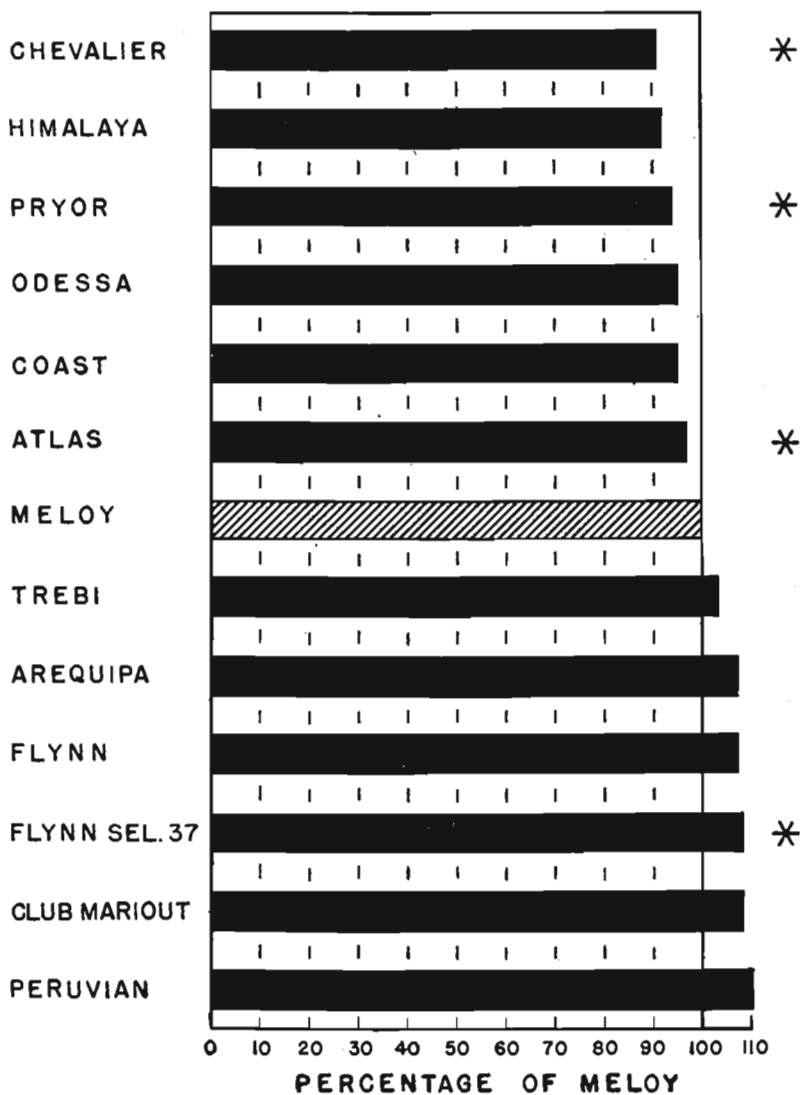 CHEVALIER *
HIMALAYA
PRYOR *
ODESSA
COAST
ATLAS *
MELOY
TREBI
AREQUIPA
FLYNN
FLYNN SEL. 37 *
CLUB MARIOUT
PERUVIAN
0 10 20 30 40 50 60 70 80 90 100 110
PERCENTAGE OF MELOY